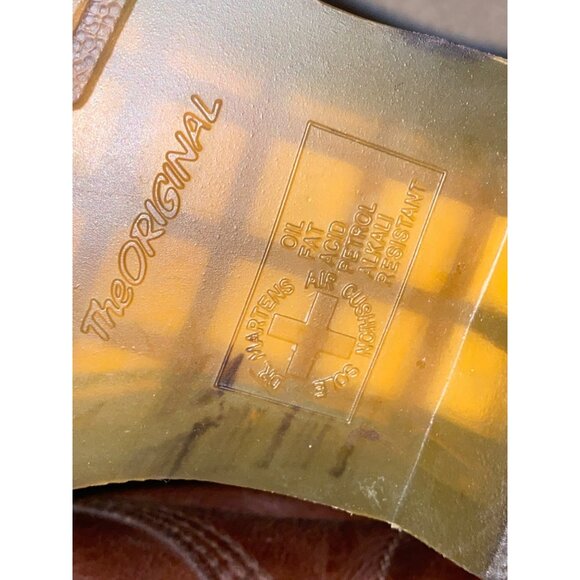 The ORIGINAL
OIL
FAT
ACID
PETROL
ALKALI
RESISTANT
DR. MARTENS AIR CUSHION SOLE